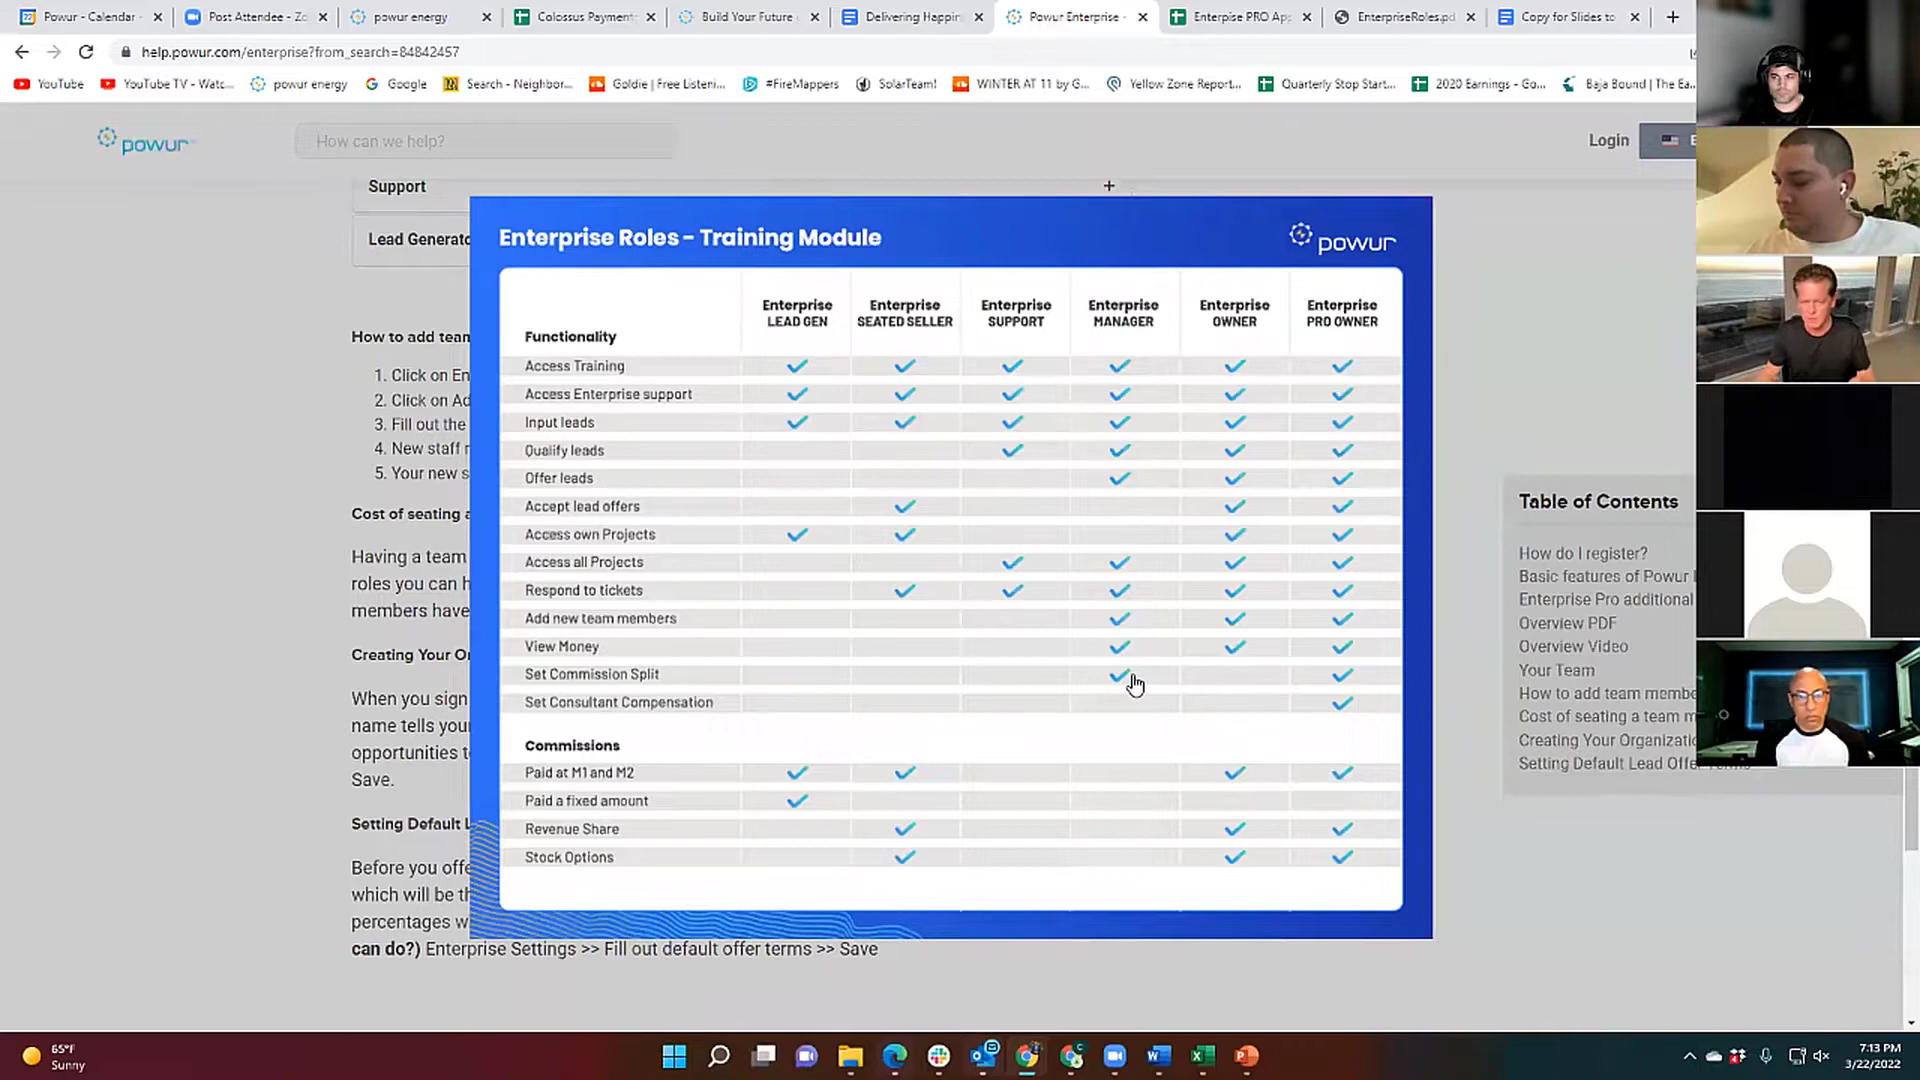 Powur - Calendar
Post Attendee - Zo
powur energy
Colossus Payment
Build Your Future
Delivering Happin
Powur Enterprise -
Enterpise PRO Ap
EnterpriseRoles.pd
Copy for Slides to
help.powur.com/enterprise?from_search=84842457
YouTube
YouTube TV - Watc...
powur energy
Google
Search - Neighbor...
Goldie | Free Listeni...
#FireMappers
SolarTeam!
WINTER AT 11 by G...
Yellow Zone Report...
Quarterly Stop Start...
2020 Earnings - Go...
Baja Bound | The Ea...
powur
How can we help?
Login
Support
+
Lead Generato
Enterprise Roles - Training Module
powur
Functionality
Enterprise LEAD GEN
Enterprise SEATED SELLER
Enterprise SUPPORT
Enterprise MANAGER
Enterprise OWNER
Enterprise PRO OWNER
Access Training
Access Enterprise support
Input leads
Qualify leads
Offer leads
Accept lead offers
Access own Projects
Access all Projects
Respond to tickets
Add new team members
View Money
Set Commission Split
Set Consultant Compensation
Commissions
Paid at M1 and M2
Paid a fixed amount
Revenue Share
Stock Options
How to add team
1. Click on En
2. Click on Ad
3. Fill out the
4. New staff
5. Your new s
Cost of seating a
Having a team
roles you can h
members have
Creating Your Or
When you sign
name tells your
opportunities to
Save.
Setting Default L
Before you offe
which will be th
percentages w
can do?) Enterprise Settings >> Fill out default offer terms >> Save
Table of Contents
How do I register?
Basic features of Powur
Enterprise Pro additional
Overview PDF
Overview Video
Your Team
How to add team membe
Cost of seating a team m
Creating Your Organizatio
Setting Default Lead Offer Terms
65°F
Sunny
7:13 PM
3/22/2022